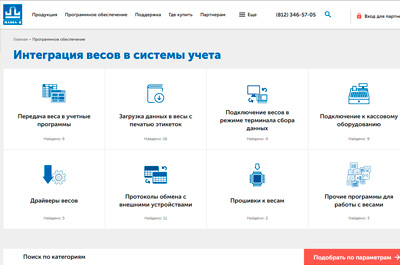 МАССА-К
Продукция Программное обеспечение Поддержка Где купить Партнерам Еще (812) 346-57-05 Вход для парт
Главная – Программное обеспечение
Интеграция весов в системы учета
Передача веса в учетные
программы
Найдено: 6
Загрузка данных в весы с
печатью этикеток
Найдено: 16
Подключение весов в
режиме терминала сбора
данных
Найдено: 4
Подключение к кассовому
оборудованию
Найдено: 9
Драйверы весов
Найдено: 5
Протоколы обмена с
внешними устройствами
Найдено: 11
Прошивки к весам
Найдено: 2
Прочие программы для
работы с весами
Найдено: 3
Поиск по категориям
Подобрать по параметрам